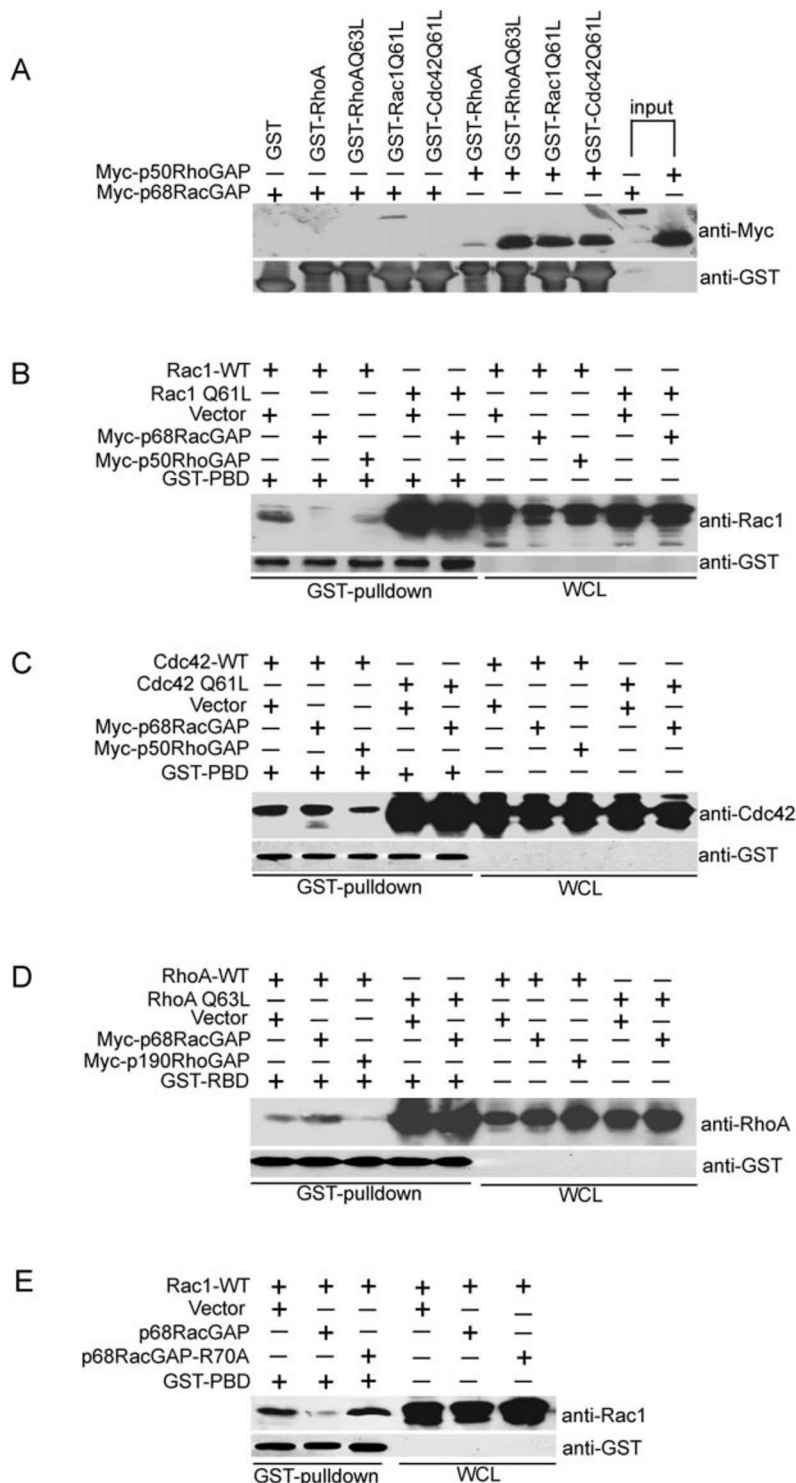 A
GST
GST-RhoA
GST-RhoAQ63L
GST-Rac1Q61L
GST-Cdc42Q61L
GST-RhoA
GST-RhoAQ63L
GST-Rac1Q61L
GST-Cdc42Q61L
input
Myc-p50RhoGAP — — — — — + + + + — +
Myc-p68RacGAP + + + + + — — — — + —
anti-Myc
anti-GST
B
Rac1-WT + + + — — + + + — —
Rac1 Q61L — — — + + — — — + +
Vector + — — + — + — — + —
Myc-p68RacGAP — + — — + — + — — +
Myc-p50RhoGAP — — + — — — — + — —
GST-PBD + + + + + — — — — —
anti-Rac1
anti-GST
GST-pulldown WCL
C
Cdc42-WT + + + — — + + + — —
Cdc42 Q61L — — — + + — — — + +
Vector + — — + — + — — + —
Myc-p68RacGAP — + — — + — + — — +
Myc-p50RhoGAP — — + — — — — + — —
GST-PBD + + + + + — — — — —
anti-Cdc42
anti-GST
GST-pulldown WCL
D
RhoA-WT + + + — — + + + — —
RhoA Q63L — — — + + — — — + +
Vector + — — + — + — — + —
Myc-p68RacGAP — + — — + — + — — +
Myc-p190RhoGAP — — + — — — — + — —
GST-RBD + + + + + — — — — —
anti-RhoA
anti-GST
GST-pulldown WCL
E
Rac1-WT + + + + + +
Vector + — — + — —
p68RacGAP — + — — + —
p68RacGAP-R70A — — + — — +
GST-PBD + + + — — —
anti-Rac1
anti-GST
GST-pulldown WCL